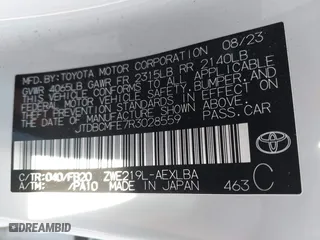 MFD. BY: TOYOTA MOTOR CORPORATION 08/23
GVWR 4065LB GAWR FR 2315LB RR 2140LB
THIS VEHICLE CONFORMS TO ALL APPLICABLE
FEDERAL MOTOR VEHICLE SAFETY, BUMPER, AND
THEFT PREVENTION STANDARDS IN EFFECT ON
THE DATE OF MANUFACTURE SHOWN ABOVE.
JTDBCMFE7R3028559 PASS.CAR
C/TR: 040/FB20 ZWE219L-AEXLBA
A/TM: /PA10 MADE IN JAPAN 463 C
TOYOTA